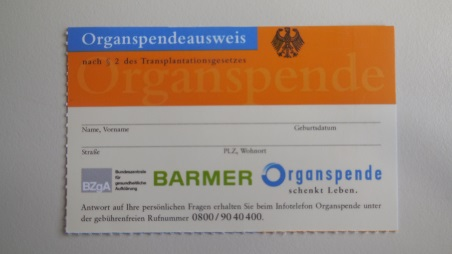 Organspendeausweis
nach § 2 des Transplantationsgesetzes
Organspende
Name, Vorname Geburtsdatum
Straße PLZ, Wohnort
BZgA
Bundeszentrale
für
gesundheitliche
Aufklärung
BARMER
Organspende
schenkt Leben.
Antwort auf Ihre persönlichen Fragen erhalten Sie beim Infotelefon Organspende unter
der gebührenfreien Rufnummer 0800/90 40 400.